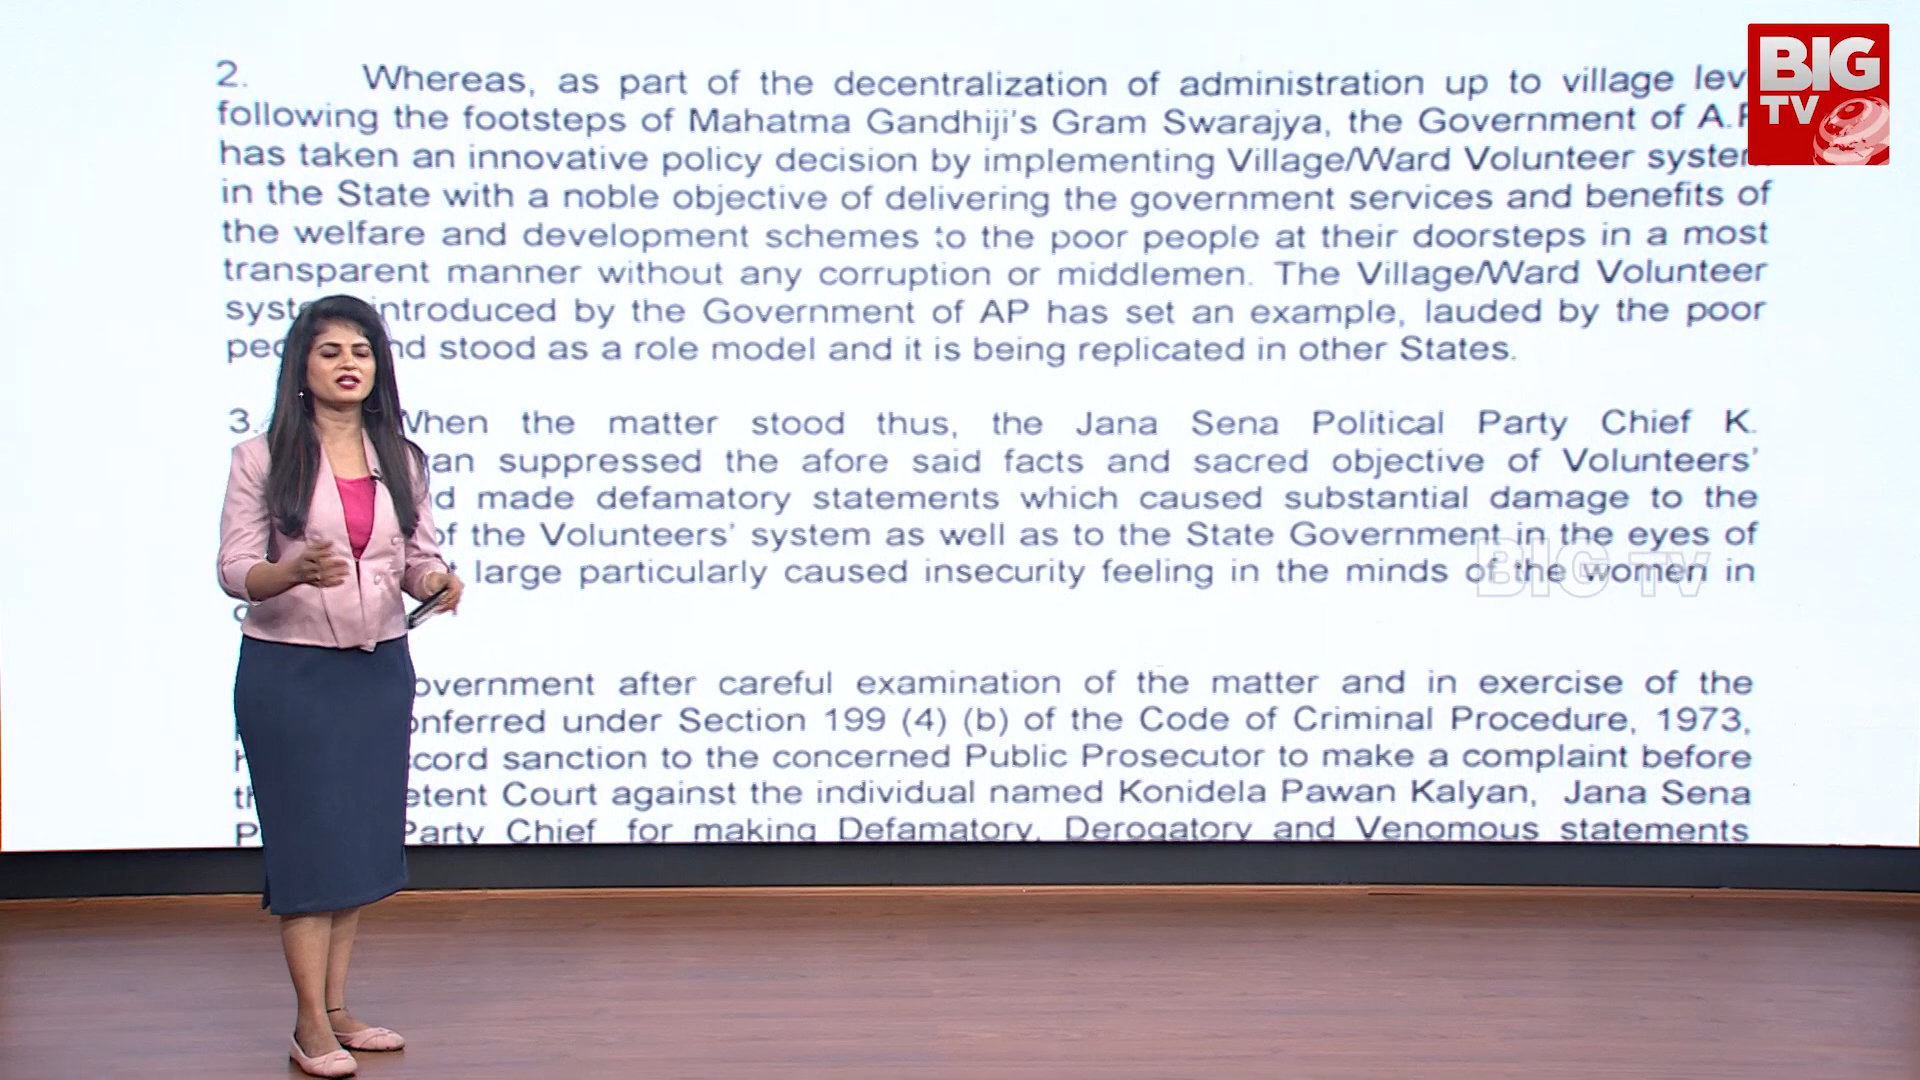 BIG
TV
2. Whereas, as part of the decentralization of administration up to village lev
following the footsteps of Mahatma Gandhiji's Gram Swarajya, the Government of A.P
has taken an innovative policy decision by implementing Village/Ward Volunteer system
in the State with a noble objective of delivering the government services and benefits of
the welfare and development schemes to the poor people at their doorsteps in a most
transparent manner without any corruption or middlemen. The Village/Ward Volunteer
syst introduced by the Government of AP has set an example, lauded by the poor
peo nd stood as a role model and it is being replicated in other States.
3. When the matter stood thus, the Jana Sena Political Party Chief K.
an suppressed the afore said facts and sacred objective of Volunteers'
d made defamatory statements which caused substantial damage to the
of the Volunteers' system as well as to the State Government in the eyes of
t large particularly caused insecurity feeling in the minds of the women in
BIG TV
overnment after careful examination of the matter and in exercise of the
onferred under Section 199 (4) (b) of the Code of Criminal Procedure, 1973,
h ccord sanction to the concerned Public Prosecutor to make a complaint before
th etent Court against the individual named Konidela Pawan Kalyan, Jana Sena
P Party Chief for making Defamatory, Derogatory and Venomous statements